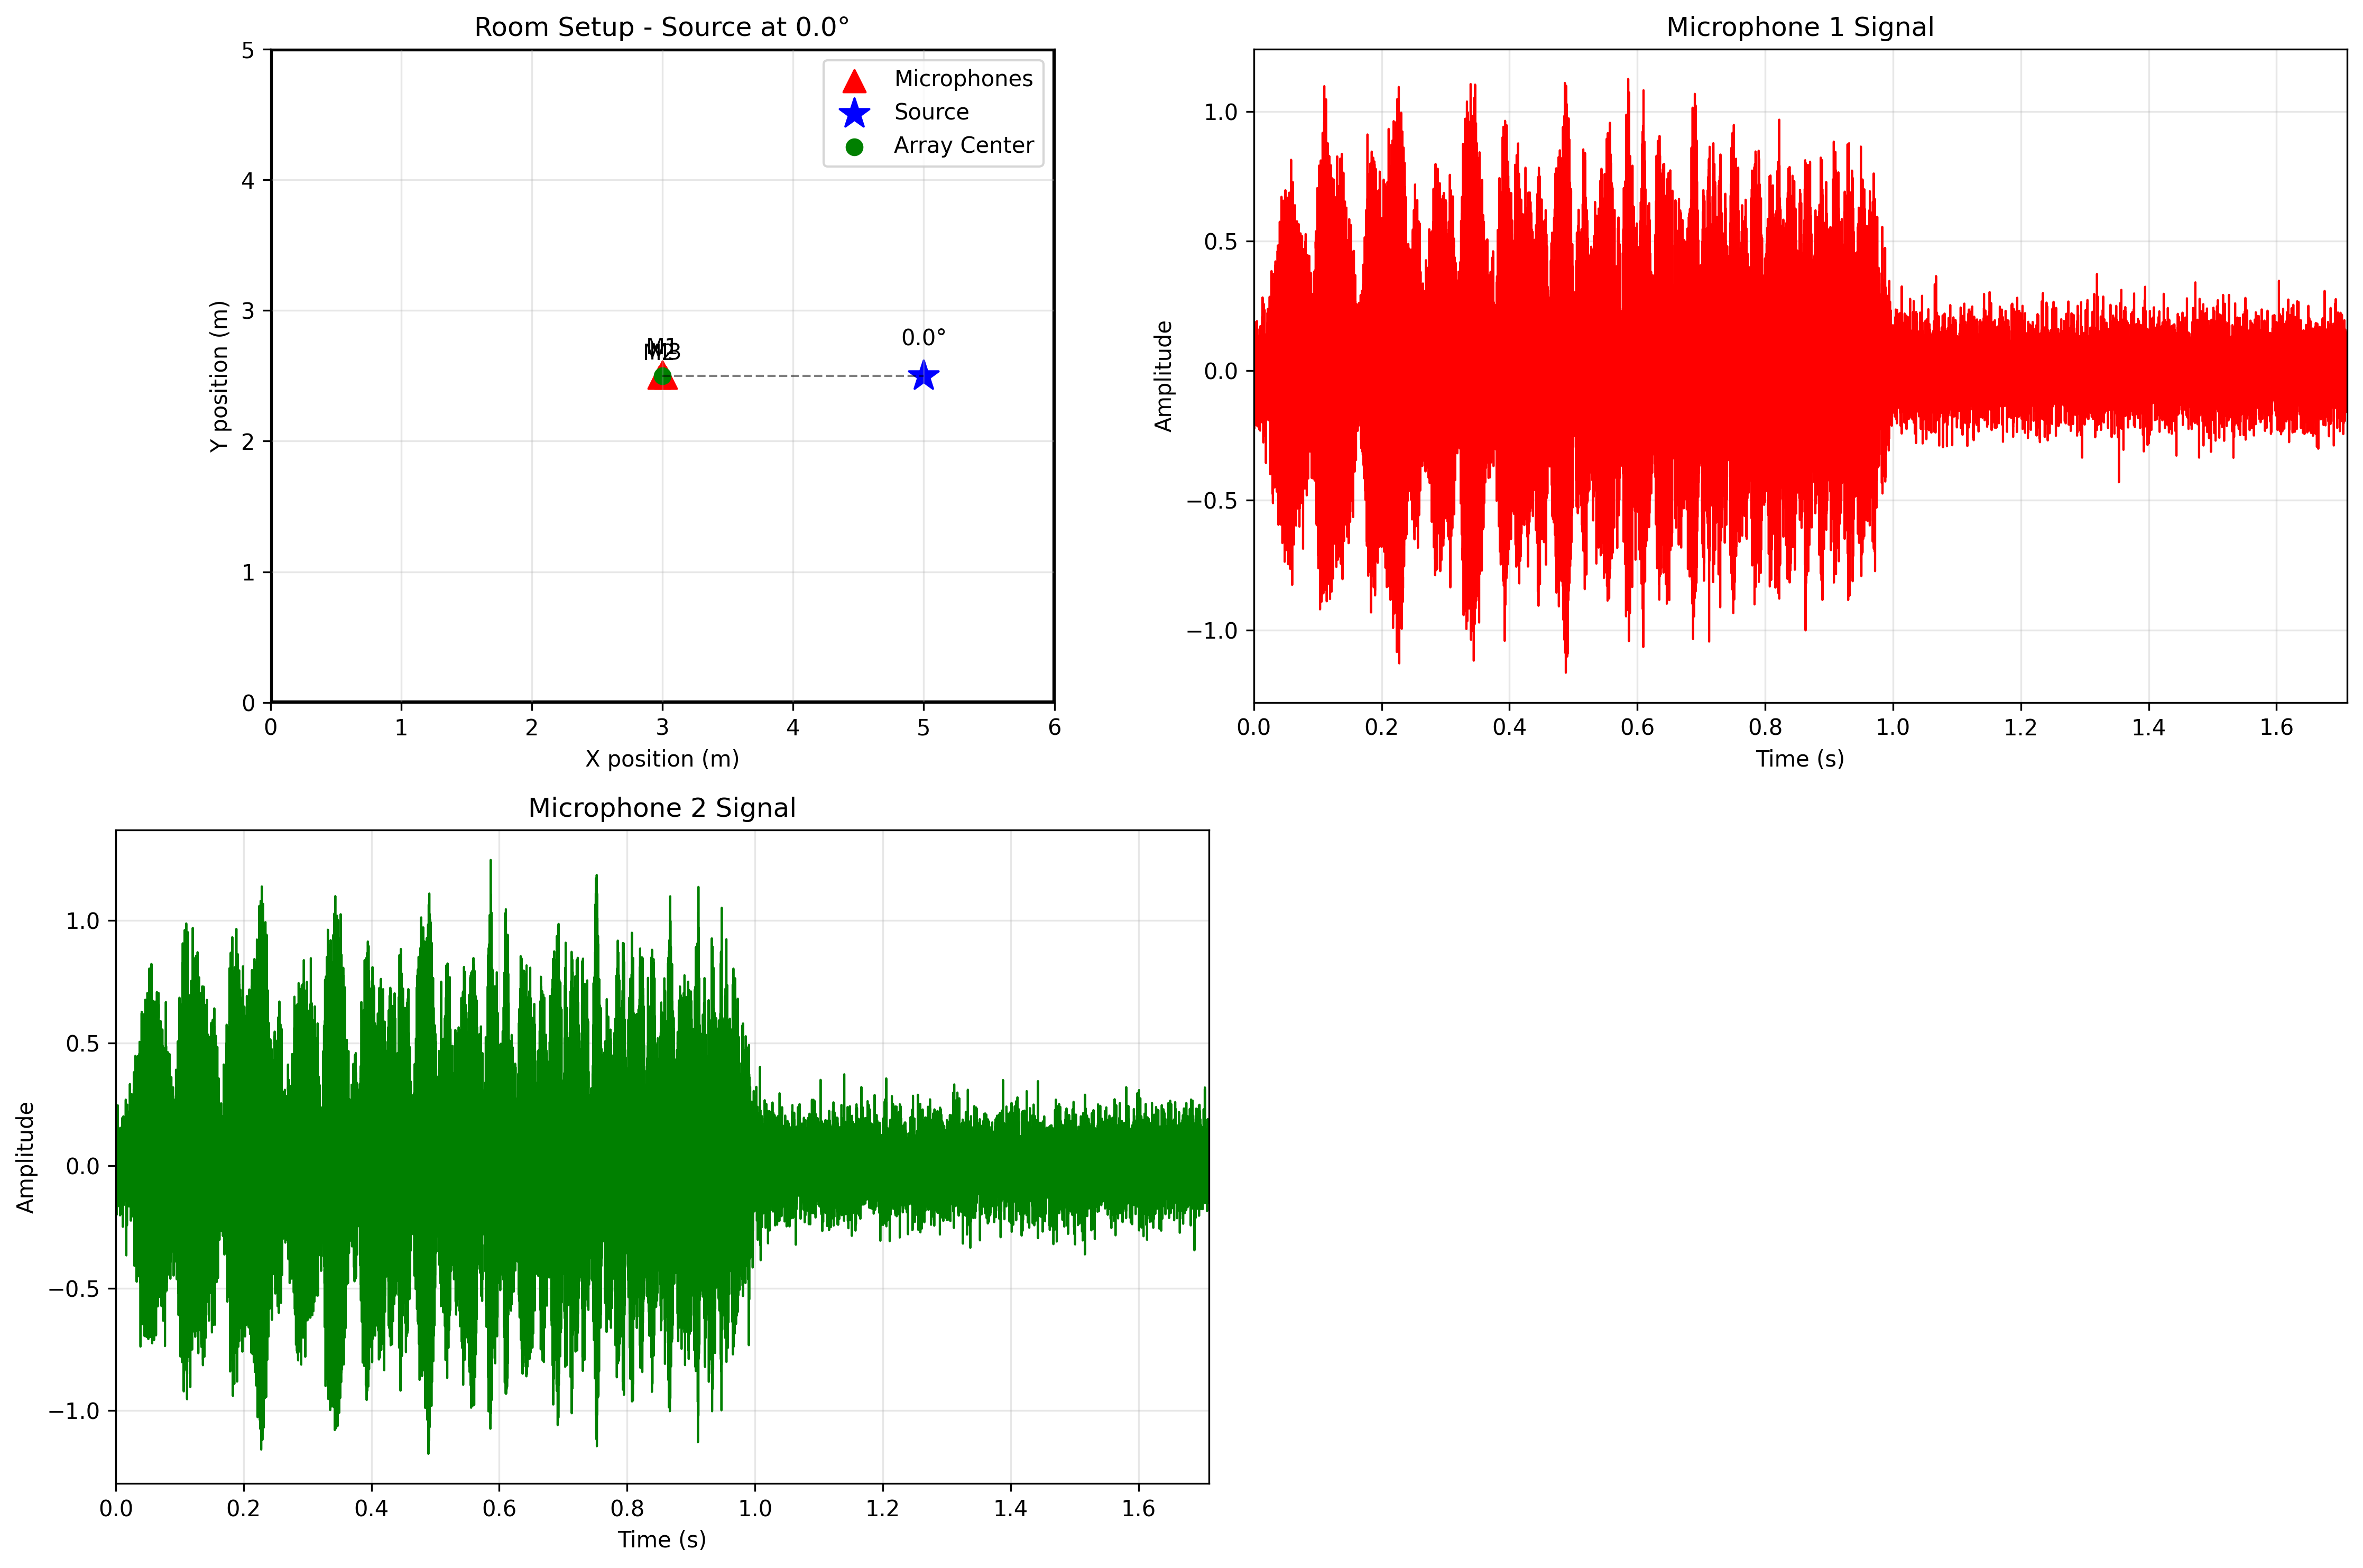 Room Setup - Source at 0.0°
5
4
3
2
1
0
Y position (m)
0 1 2 3 4 5 6
X position (m)
Microphones
Source
Array Center
M1
0.0°
Microphone 1 Signal
1.0
0.5
0.0
−0.5
−1.0
Amplitude
0.0 0.2 0.4 0.6 0.8 1.0 1.2 1.4 1.6
Time (s)
Microphone 2 Signal
1.0
0.5
0.0
−0.5
−1.0
Amplitude
0.0 0.2 0.4 0.6 0.8 1.0 1.2 1.4 1.6
Time (s)